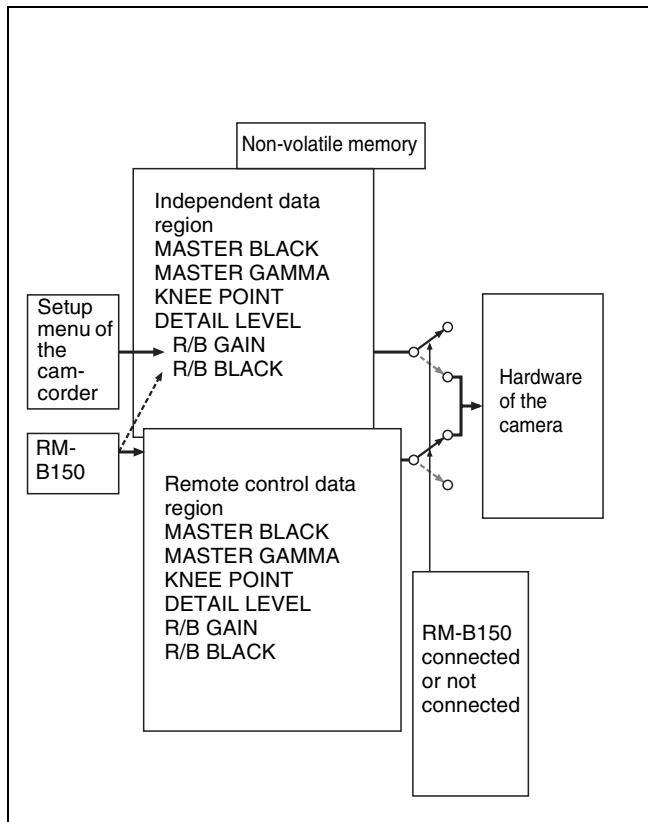 Non-volatile memory
Independent data
region
MASTER BLACK
MASTER GAMMA
KNEE POINT
DETAIL LEVEL
R/B GAIN
R/B BLACK
Setup
menu of
the
cam-
corder
RM-
B150
Hardware
of the
camera
Remote control data
region
MASTER BLACK
MASTER GAMMA
KNEE POINT
DETAIL LEVEL
R/B GAIN
R/B BLACK
RM-B150
connected
or not
connected